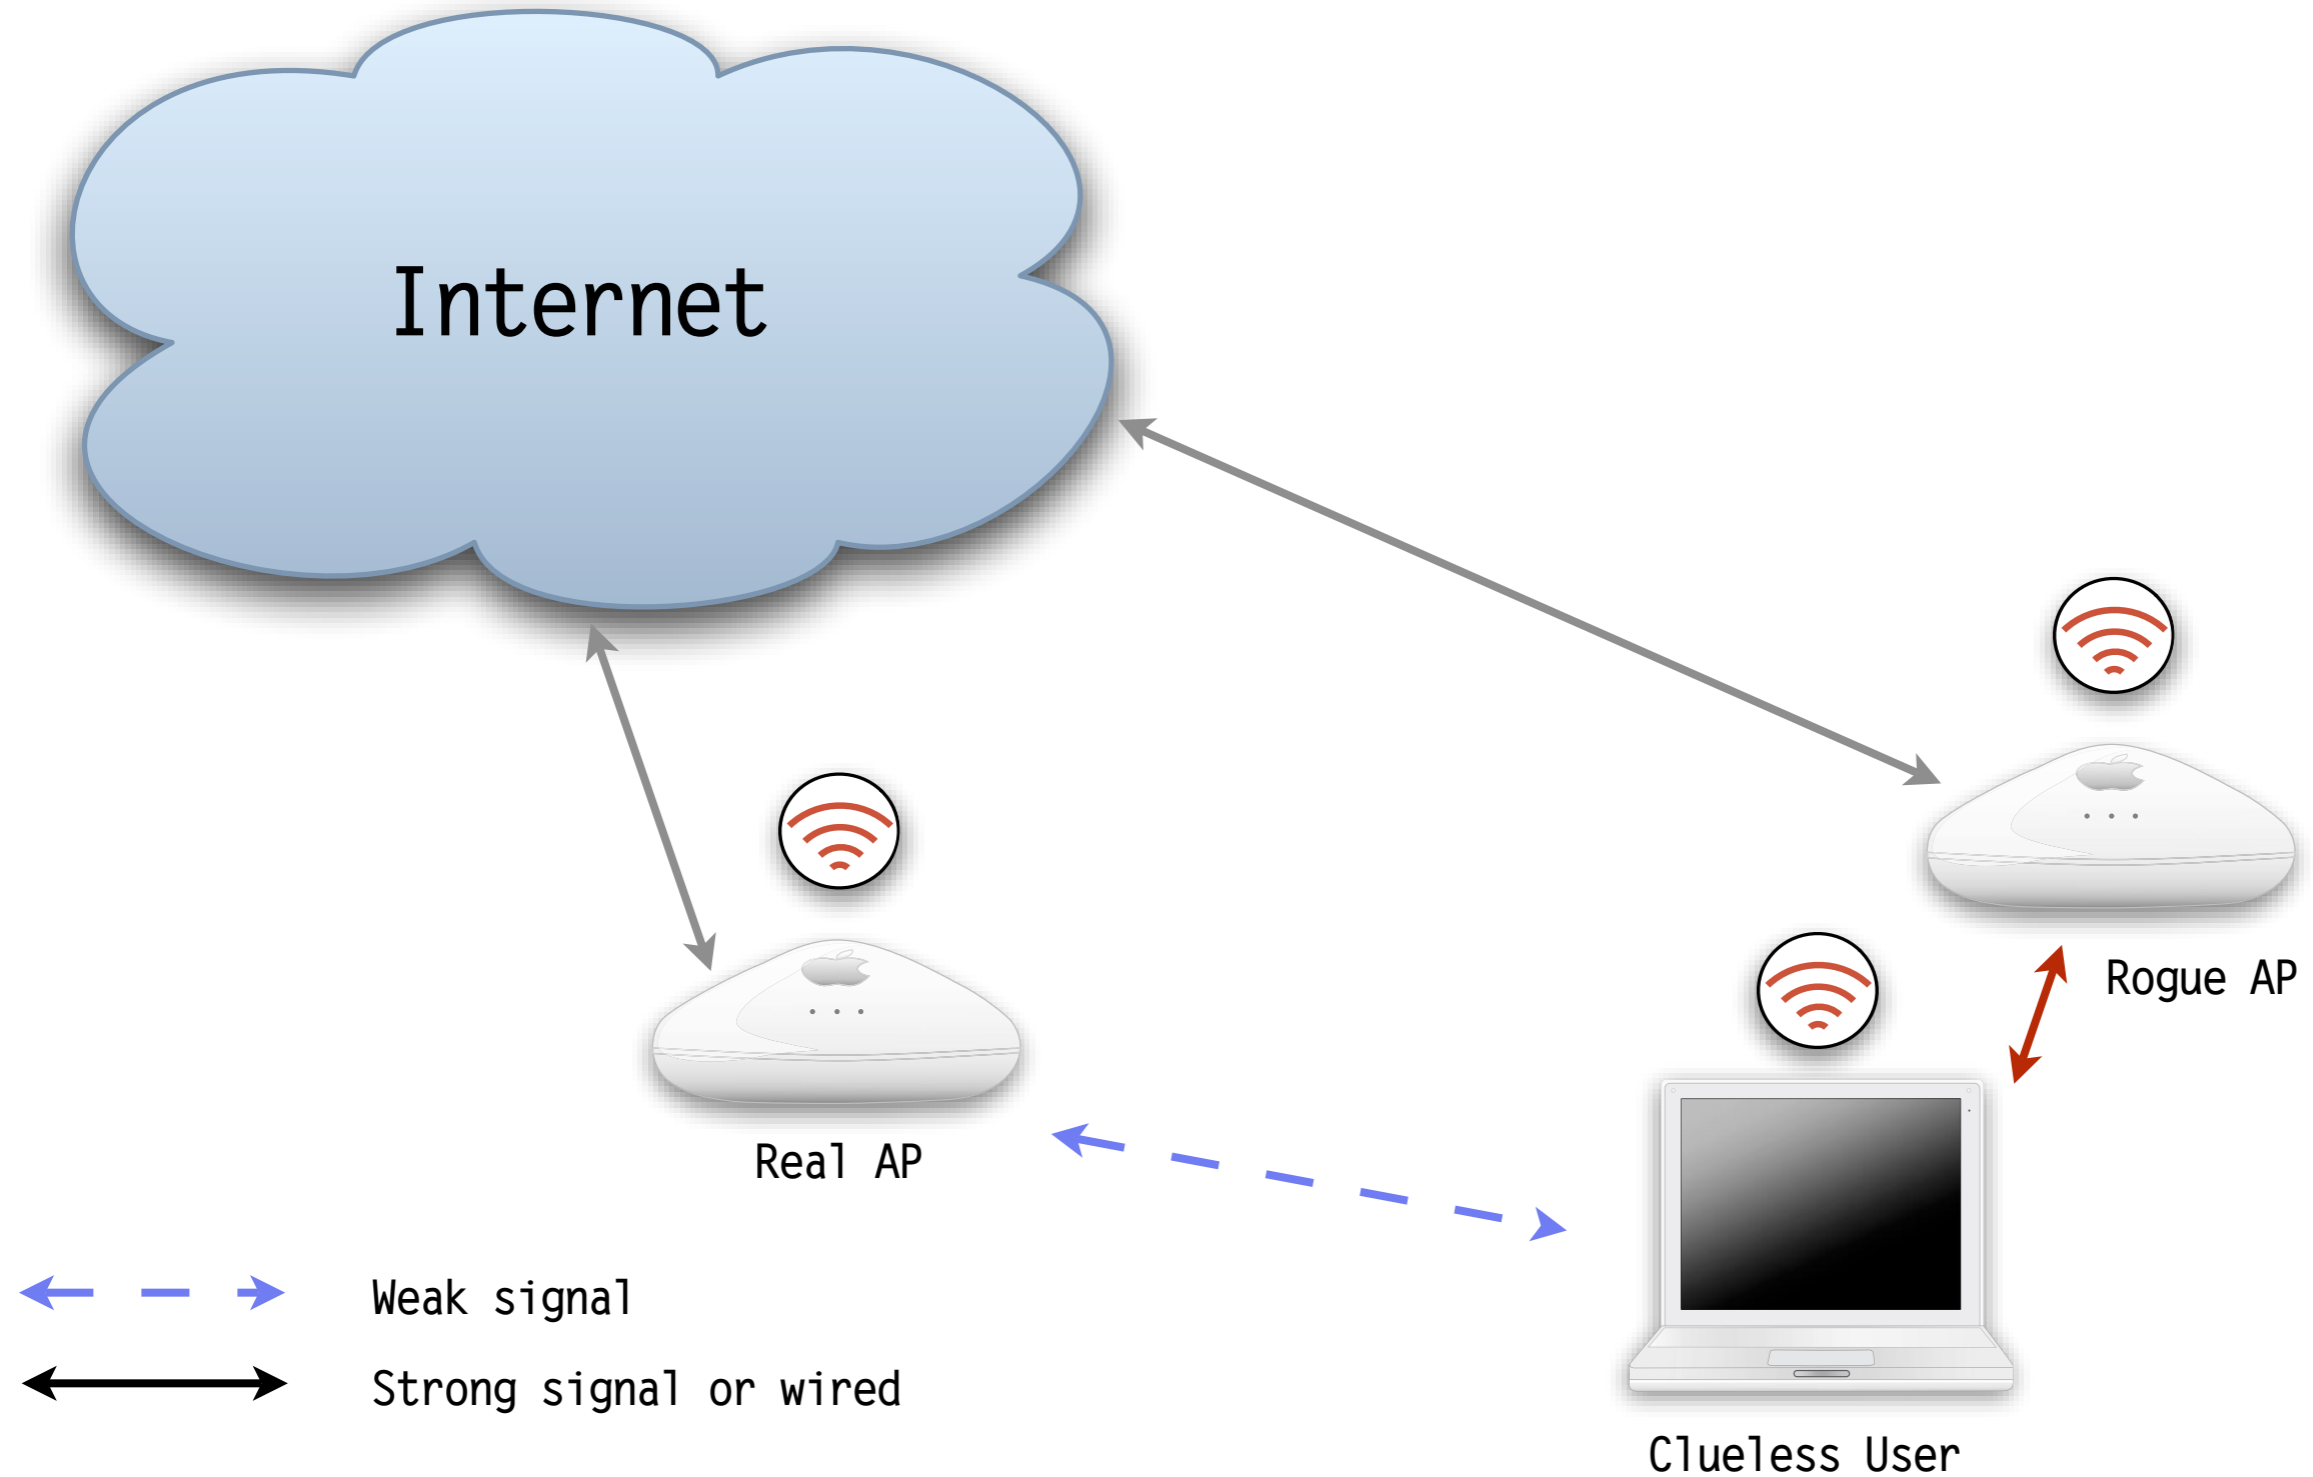 Internet
Rogue AP
Real AP
Weak signal
Strong signal or wired
Clueless User